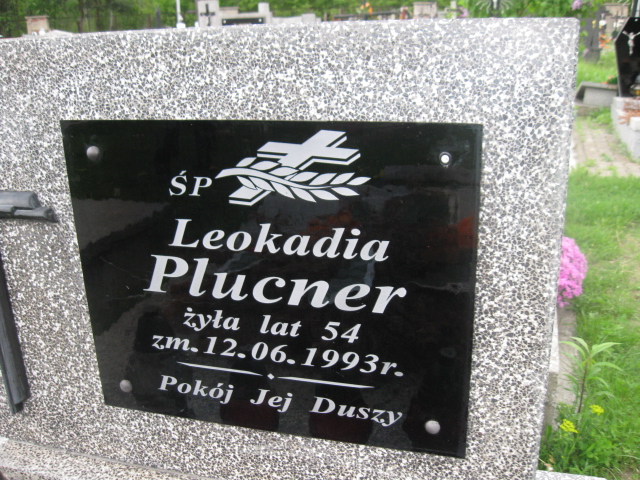 ŚP
Leokadia
Plucner
żyła lat 54
zm. 12.06.1993r.
Pokój Jej Duszy